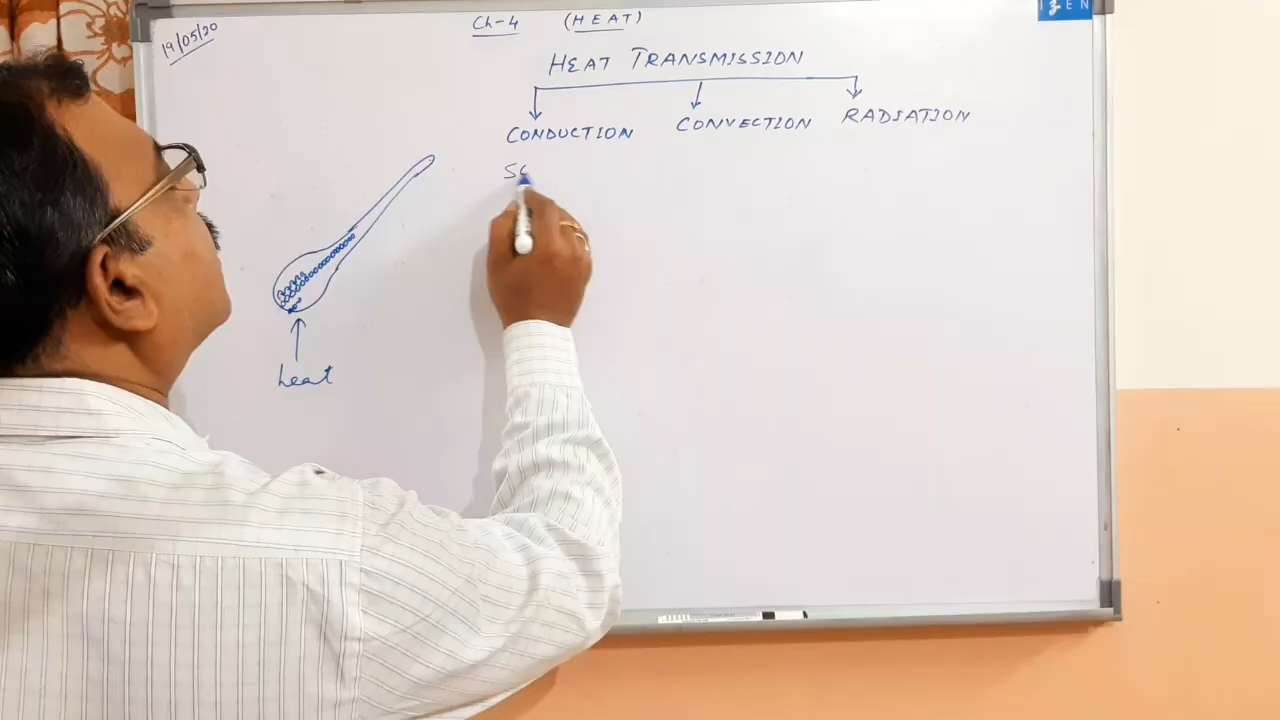 19/05/20
Ch-4 (HEAT)
HEAT TRANSMISSION
CONDUCTION CONVECTION RADIATION
heat